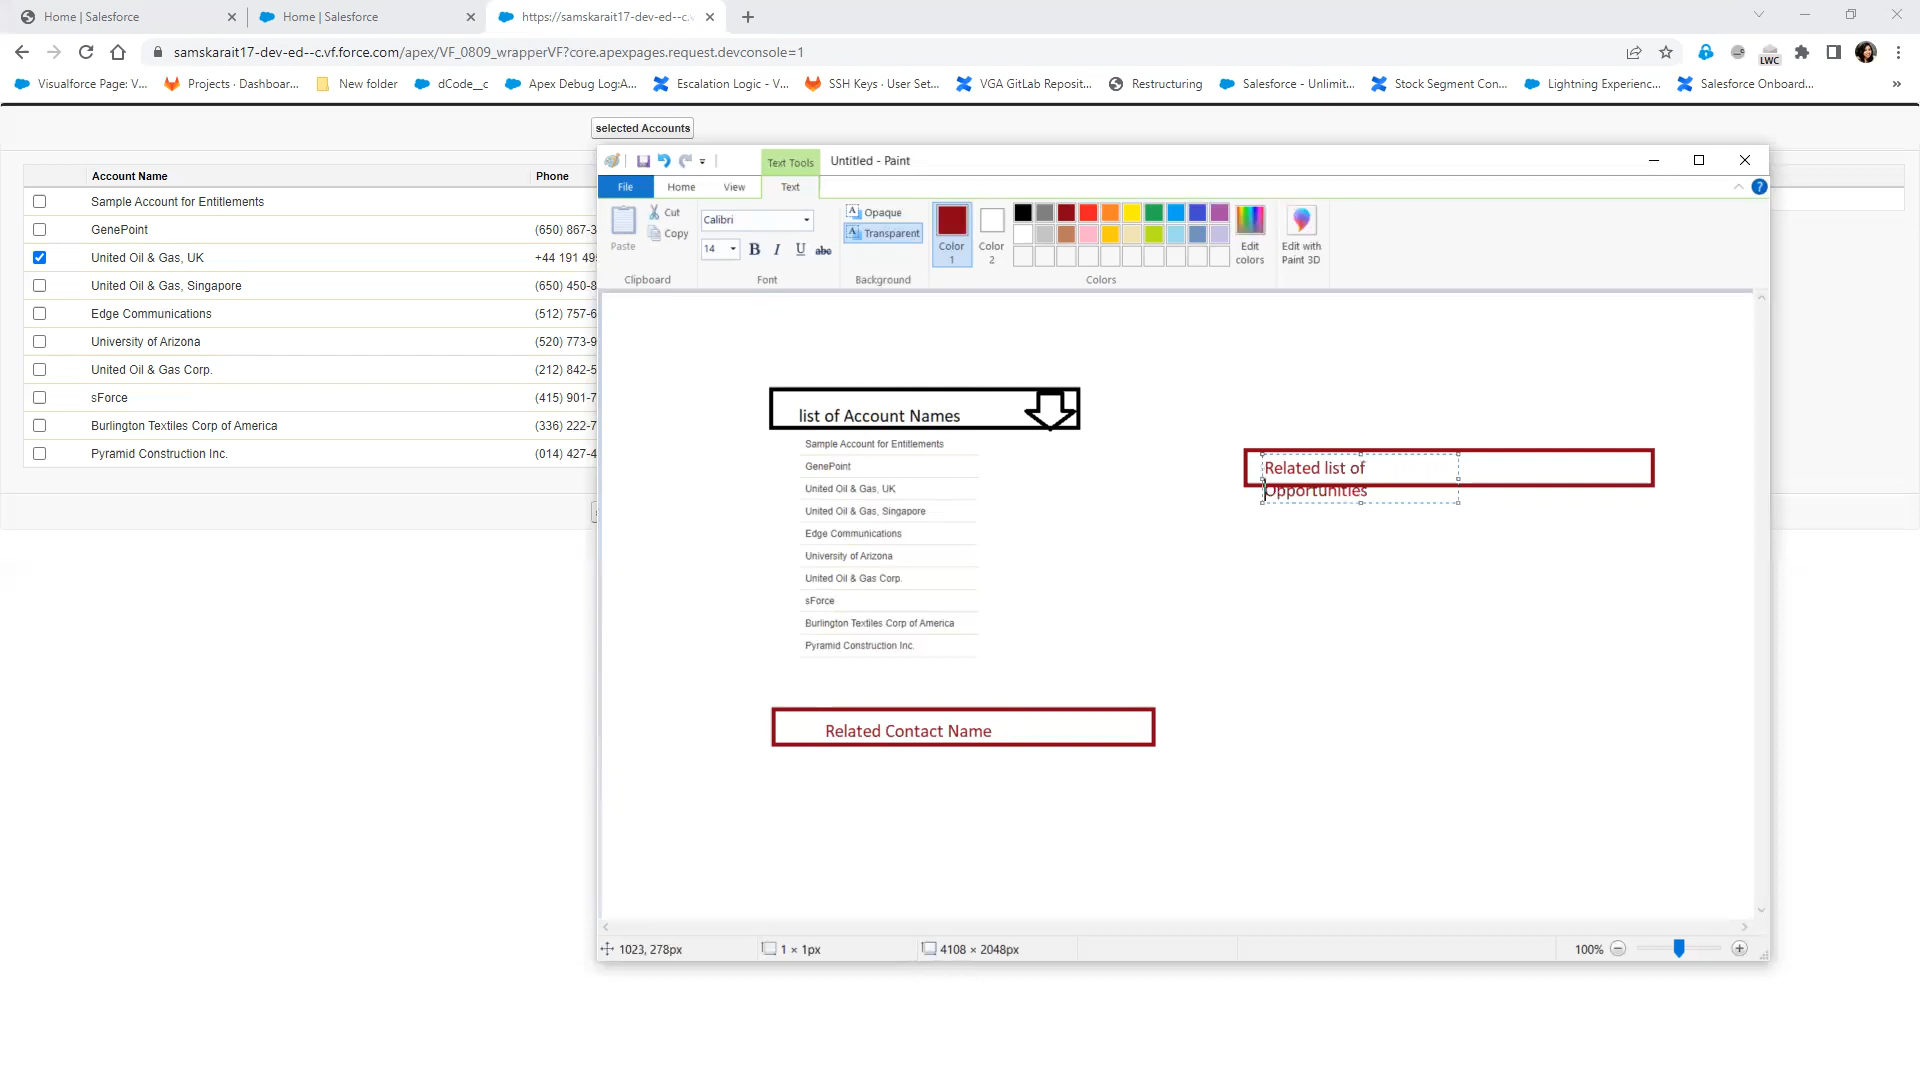 Home | Salesforce
Home | Salesforce
https://samskarait17-dev-ed--c.v
samskarait17-dev-ed--c.vf.force.com/apex/VF_0809_wrapperVF?core.apexpages.request.devconsole=1
LWC
Visualforce Page: V...
Projects · Dashboar...
New folder
dCode__c
Apex Debug Log:A...
Escalation Logic - V...
SSH Keys · User Set...
VGA GitLab Reposit...
Restructuring
Salesforce - Unlimit...
Stock Segment Con...
Lightning Experienc...
Salesforce Onboard...
»
selected Accounts
Account Name Phone
Sample Account for Entitlements
GenePoint (650) 867-3
United Oil & Gas, UK +44 191 49
United Oil & Gas, Singapore (650) 450-8
Edge Communications (512) 757-6
University of Arizona (520) 773-9
United Oil & Gas Corp. (212) 842-5
sForce (415) 901-7
Burlington Textiles Corp of America (336) 222-7
Pyramid Construction Inc. (014) 427-4
Text Tools
Untitled - Paint
File Home View Text
Paste
Cut
Copy
Clipboard
Calibri
14 B I U abc
Font
Opaque
Transparent
Background
Color 1
Color 2
Edit colors
Edit with Paint 3D
Colors
list of Account Names
Sample Account for Entitlements
GenePoint
United Oil & Gas, UK
United Oil & Gas, Singapore
Edge Communications
University of Arizona
United Oil & Gas Corp.
sForce
Burlington Textiles Corp of America
Pyramid Construction Inc.
Related Contact Name
Related list of
Opportunities
1023, 278px
1 × 1px
4108 × 2048px
100%